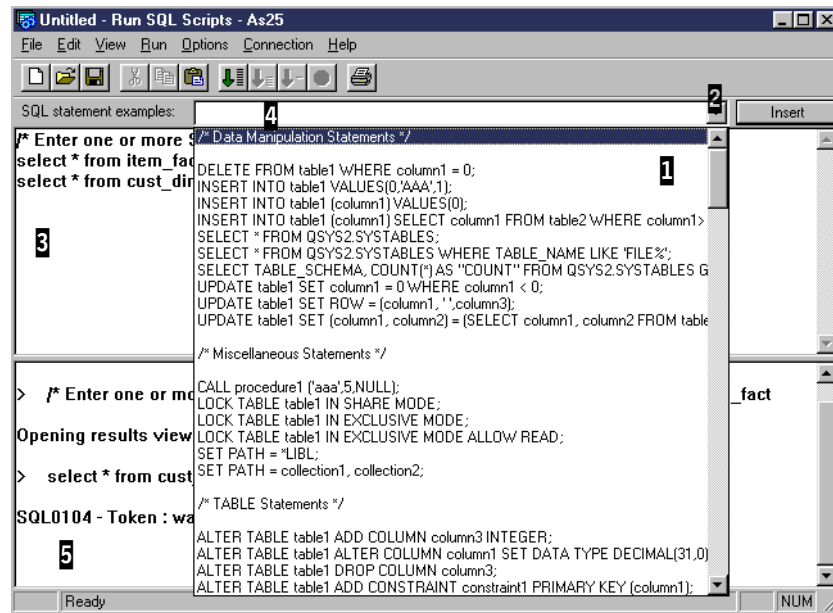 Untitled - Run SQL Scripts - As25
File Edit View Run Options Connection Help
SQL statement examples: 4 2 Insert
/* Enter one or more S
select * from item_fac
select * from cust_dir
3
/* Data Manipulation Statements */
1
DELETE FROM table1 WHERE column1 = 0;
INSERT INTO table1 VALUES(0,'AAA',1);
INSERT INTO table1 (column1) VALUES(0);
INSERT INTO table1 (column1) SELECT column1 FROM table2 WHERE column1>
SELECT * FROM QSYS2.SYSTABLES;
SELECT * FROM QSYS2.SYSTABLES WHERE TABLE_NAME LIKE 'FILE%';
SELECT TABLE_SCHEMA, COUNT(*) AS "COUNT" FROM QSYS2.SYSTABLES G
UPDATE table1 SET column1 = 0 WHERE column1 < 0;
UPDATE table1 SET ROW = (column1, ' ',column3);
UPDATE table1 SET (column1, column2) = (SELECT column1, column2 FROM table
/* Miscellaneous Statements */
CALL procedure1 ('aaa',5,NULL);
LOCK TABLE table1 IN SHARE MODE;
LOCK TABLE table1 IN EXCLUSIVE MODE;
LOCK TABLE table1 IN EXCLUSIVE MODE ALLOW READ;
SET PATH = *LIBL;
SET PATH = collection1, collection2;
/* TABLE Statements */
ALTER TABLE table1 ADD COLUMN column3 INTEGER;
ALTER TABLE table1 ALTER COLUMN column1 SET DATA TYPE DECIMAL(31,0)
ALTER TABLE table1 DROP COLUMN column3;
ALTER TABLE table1 ADD CONSTRAINT constraint1 PRIMARY KEY (column1);
> /* Enter one or mo _fact
Opening results view
> select * from cust_
SQL0104 - Token : wa
5
Ready NUM